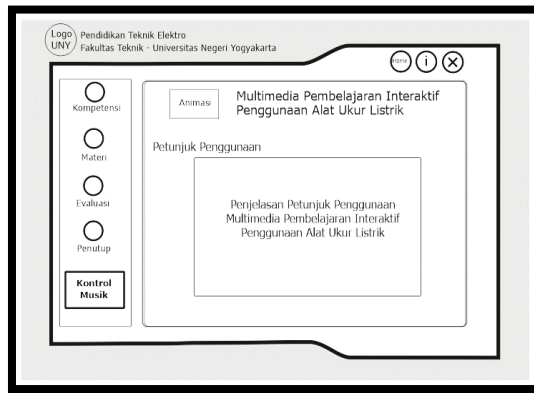 Logo
UNY
Pendidikan Teknik Elektro
Fakultas Teknik - Universitas Negeri Yogyakarta
Home
i
X
Kompetensi
Materi
Evaluasi
Penutup
Kontrol
Musik
Animasi
Multimedia Pembelajaran Interaktif
Penggunaan Alat Ukur Listrik
Petunjuk Penggunaan
Penjelasan Petunjuk Penggunaan
Multimedia Pembelajaran Interaktif
Penggunaan Alat Ukur Listrik